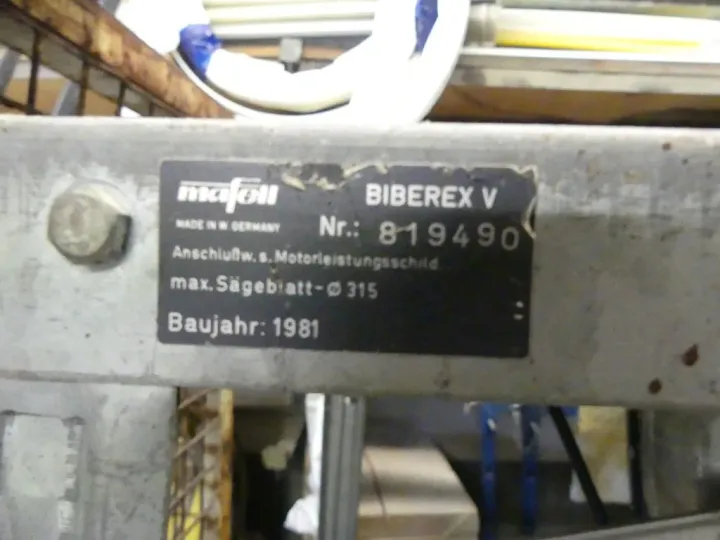 mafell BIBEREX V
MADE IN W. GERMANY Nr.: 819490
Anschlußw. s. Motorleistungsschild
max. Sägeblatt - Ø 315
Baujahr: 1981